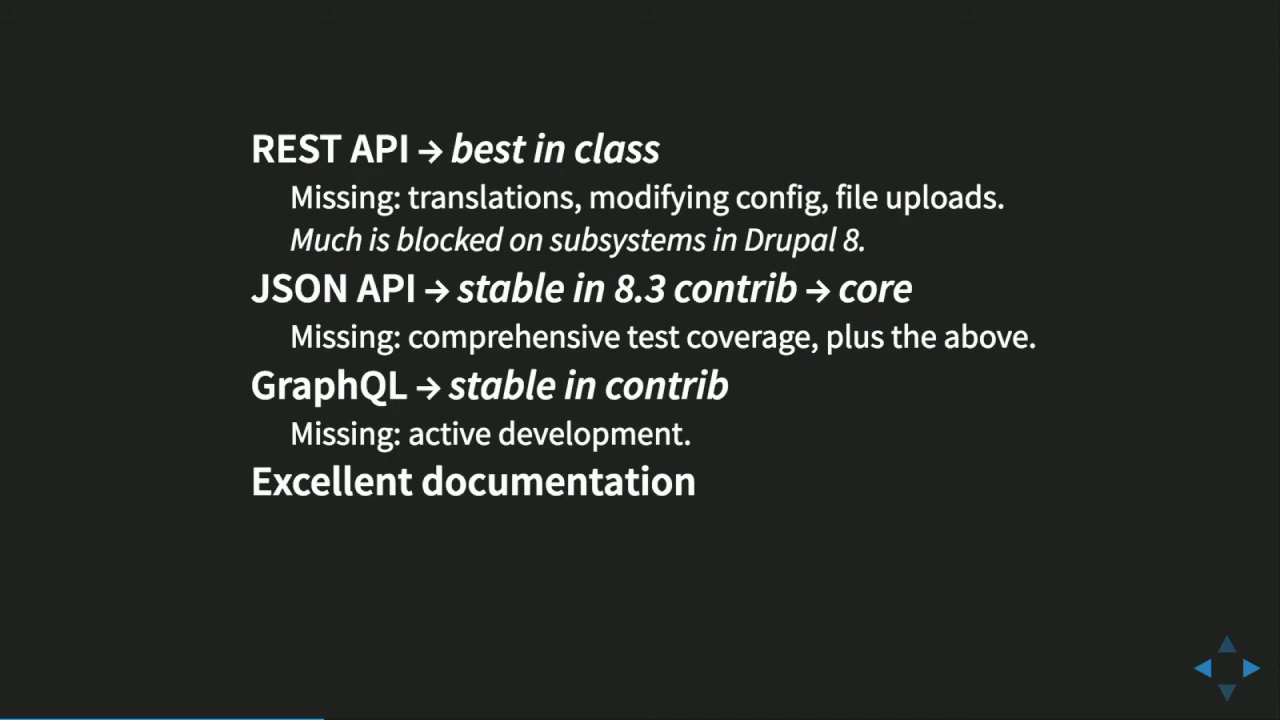 REST API → best in class
Missing: translations, modifying config, file uploads.
Much is blocked on subsystems in Drupal 8.
JSON API → stable in 8.3 contrib → core
Missing: comprehensive test coverage, plus the above.
GraphQL → stable in contrib
Missing: active development.
Excellent documentation